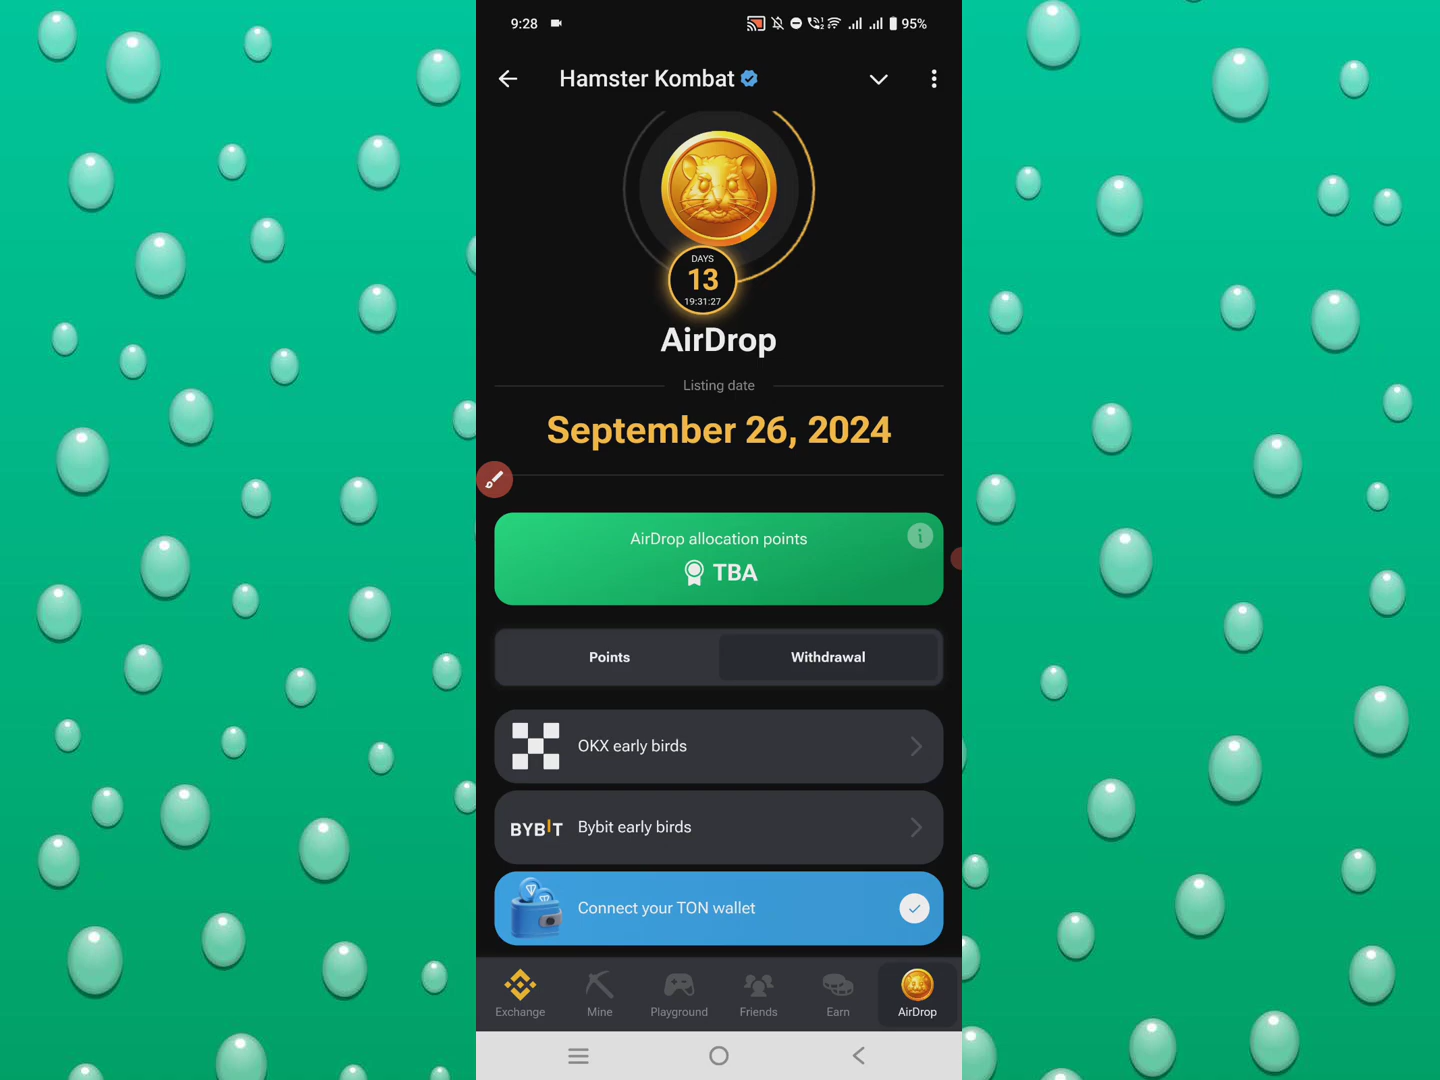 9:28
95%
Hamster Kombat
DAYS
13
19:31:27
AirDrop
Listing date
September 26, 2024
AirDrop allocation points
TBA
Points
Withdrawal
OKX early birds
BYBIT
Bybit early birds
Connect your TON wallet
Exchange
Mine
Playground
Friends
Earn
AirDrop